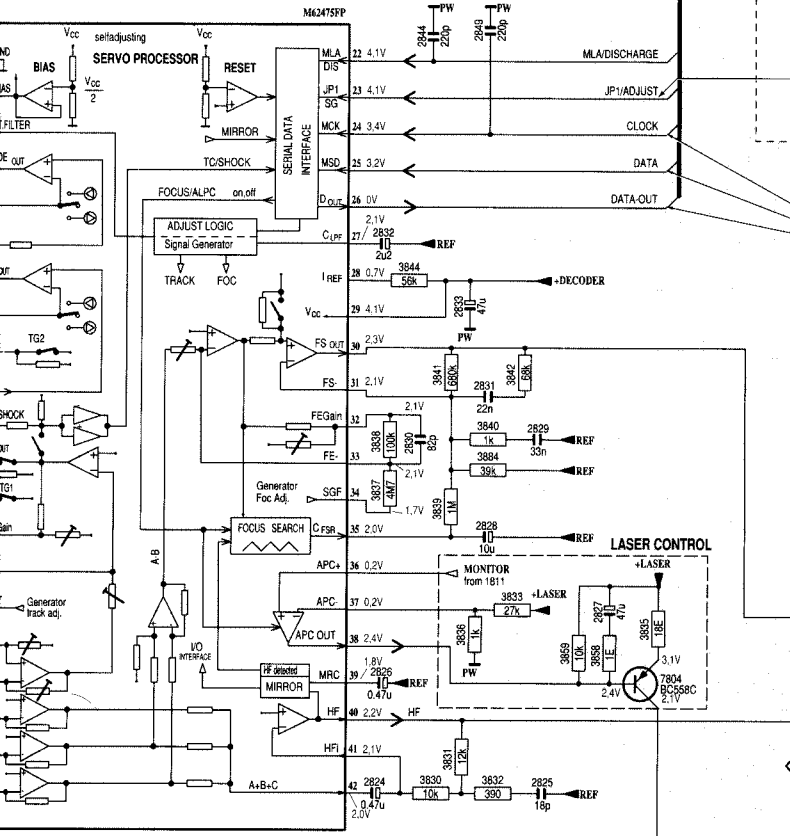 M62475FP
PW
PW
2844
220p
2849
220p
Vcc
selfadjusting
Vcc
SERVO PROCESSOR
BIAS
RESET
Vcc
2
SERIAL DATA
INTERFACE
MLA
DIS
22 4,1V
MLA/DISCHARGE
JP1
SG
23 4,1V
JP1/ADJUST
MIRROR
MCK
24 3,4V
CLOCK
TC/SHOCK
MSD
25 3,2V
DATA
FOCUS/ALPC on,off
D OUT
26 0V
DATA-OUT
ADJUST LOGIC
Signal Generator
C LPF
27
2,1V
2832
2u2
REF
TRACK
FOC
I REF
28 0,7V
3844
56k
+DECODER
2833
47u
PW
Vcc
29 4,1V
FS OUT
30 2,3V
TG2
FS-
31 2,1V
3841
680k
2831
22n
3842
68k
FEGain
32
2,1V
3838
100k
2830
82p
3840
1k
2829
33n
REF
FE-
33
2,1V
3884
39k
REF
Generator
Foc Adj.
SGF
34
3837
4M7
1,7V
3839
1M
SHOCK
TG1
FOCUS SEARCH
C FSR
35 2,0V
2828
10u
REF
LASER CONTROL
A-B
APC+
36 0,2V
MONITOR
from 1811
+LASER
Generator
track adj.
APC-
37 0,2V
3833
27k
+LASER
3836
1k
PW
2827
47u
3859
10k
3858
1E
3835
18E
APC OUT
38 2,4V
3,1V
7804
BC558C
2,4V
2,1V
I/O
INTERFACE
HF detected
MIRROR
MRC
39
1,8V
2826
0.47u
REF
HF
40 2,2V
HF
HFi
41 2,1V
3831
12k
A+B+C
42
2,0V
2824
0.47u
3830
10k
3832
390
2825
18p
REF